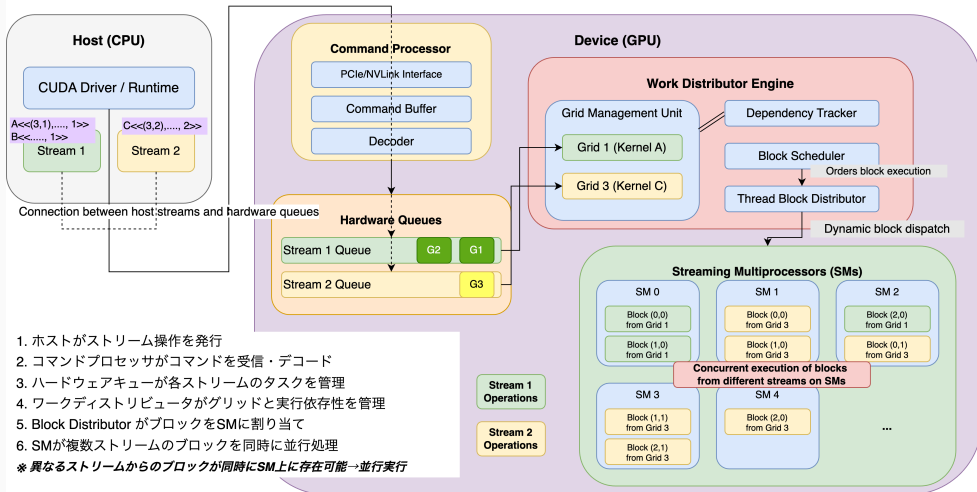 Host (CPU)
CUDA Driver / Runtime
A<<(3,1),...., 1>>
B<<....., 1>>
C<<(3,2),...., 2>>
Stream 1
Stream 2
Connection between host streams and hardware queues
Device (GPU)
Command Processor
PCIe/NVLink Interface
Command Buffer
Decoder
Hardware Queues
Stream 1 Queue
G2
G1
Stream 2 Queue
G3
Work Distributor Engine
Grid Management Unit
Grid 1 (Kernel A)
Grid 3 (Kernel C)
Dependency Tracker
Block Scheduler
Orders block execution
Thread Block Distributor
Dynamic block dispatch
Streaming Multiprocessors (SMs)
SM 0
Block (0,0)
from Grid 1
Block (1,0)
from Grid 1
SM 1
Block (0,0)
from Grid 3
Block (1,0)
from Grid 3
SM 2
Block (2,0)
from Grid 1
Block (0,1)
from Grid 3
Concurrent execution of blocks
from different streams on SMs
SM 3
Block (1,1)
from Grid 3
Block (2,1)
from Grid 3
SM 4
Block (2,0)
from Grid 3
...
Stream 1
Operations
Stream 2
Operations
1. ホストがストリーム操作を発行
2. コマンドプロセッサがコマンドを受信・デコード
3. ハードウェアキューが各ストリームのタスクを管理
4. ワークディストリビュータがグリッドと実行依存性を管理
5. Block Distributor がブロックをSMに割り当て
6. SMが複数ストリームのブロックを同時に並行処理
※ 異なるストリームからのブロックが同時にSM上に存在可能→並行実行